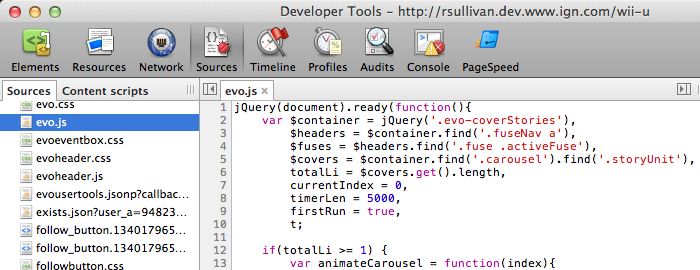 Developer Tools - http://rsullivan.dev.www.ign.com/wii-u
Elements Resources Network Sources Timeline Profiles Audits Console PageSpeed
Sources Content scripts
evo.css
evo.js
evoeventbox.css
evoheader.css
evoheader.js
evousertools.jsonp?callbac...
exists.json?user_a=94823...
follow_button.134017965...
follow_button.134017965...
followbutton.css
evo.js ×
1 jQuery(document).ready(function(){
2 var $container = jQuery('.evo-coverStories'),
3 $headers = $container.find('.fuseNav a'),
4 $fuses = $headers.find('.fuse .activeFuse'),
5 $covers = $container.find('.carousel').find('.storyUnit'),
6 totalLi = $covers.get().length,
7 currentIndex = 0,
8 timerLen = 5000,
9 firstRun = true,
10 t;
11
12 if(totalLi >= 1) {
13 var animateCarousel = function(index){